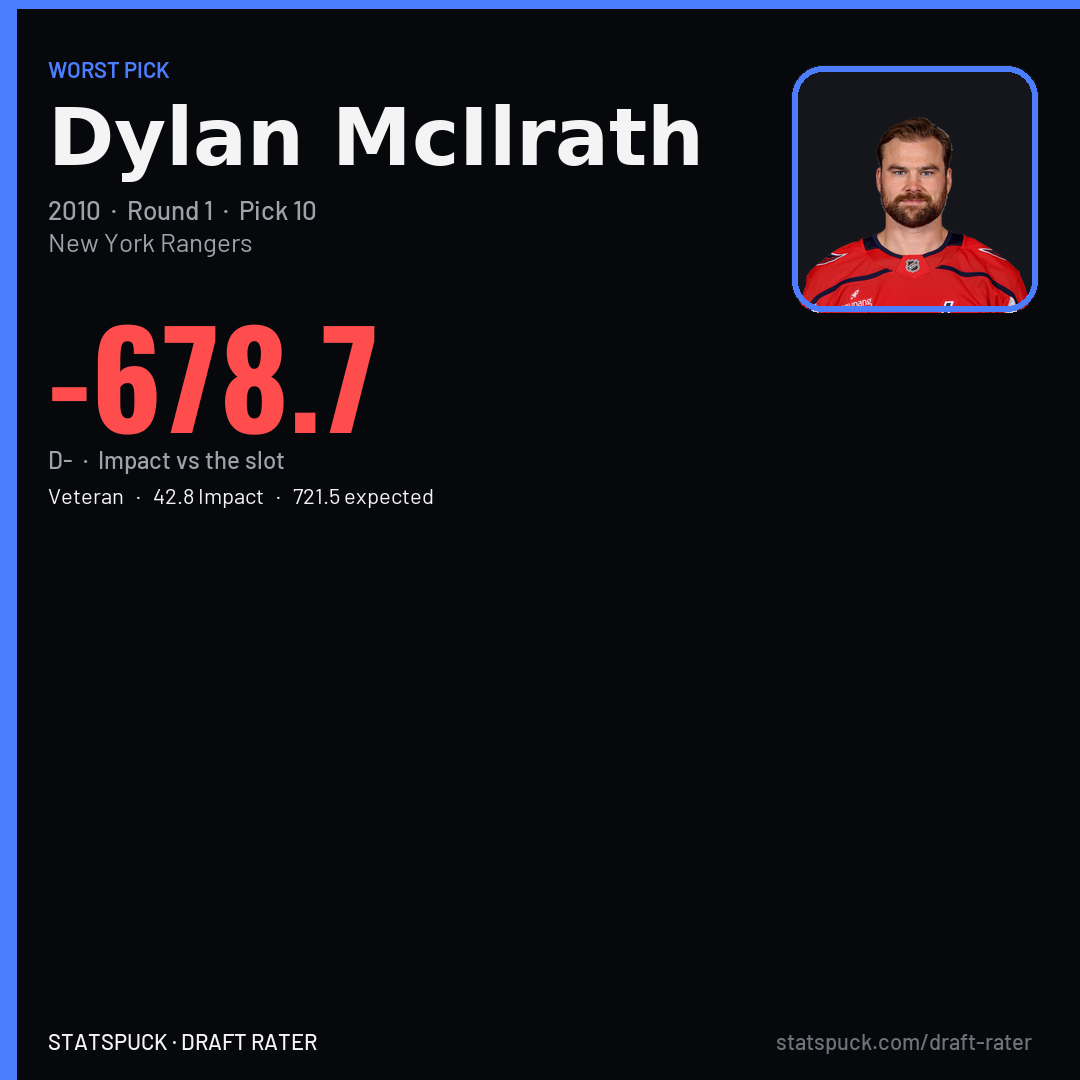 WORST PICK
Dylan McIlrath
2010 · Round 1 · Pick 10
New York Rangers
-678.7
D- · Impact vs the slot
Veteran · 42.8 Impact · 721.5 expected
STATSPUCK · DRAFT RATER
statspuck.com/draft-rater